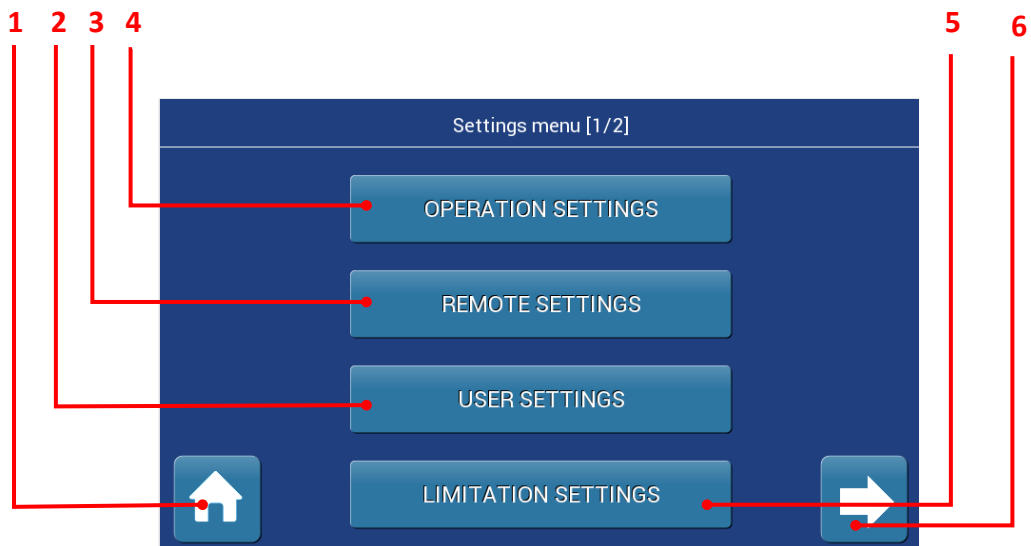 1 2 3 4 5 6
Settings menu [1/2]
OPERATION SETTINGS
REMOTE SETTINGS
USER SETTINGS
LIMITATION SETTINGS